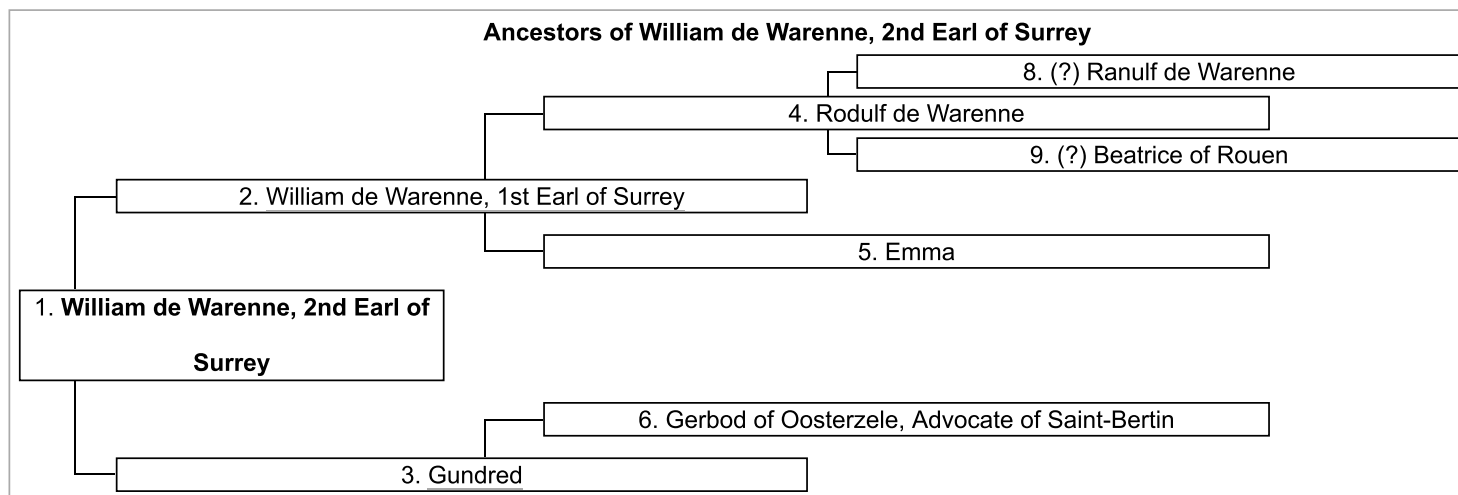 Ancestors of William de Warenne, 2nd Earl of Surrey
8. (?) Ranulf de Warenne
4. Rodulf de Warenne
9. (?) Beatrice of Rouen
2. William de Warenne, 1st Earl of Surrey
5. Emma
1. William de Warenne, 2nd Earl of
Surrey
6. Gerbod of Oosterzele, Advocate of Saint-Bertin
3. Gundred